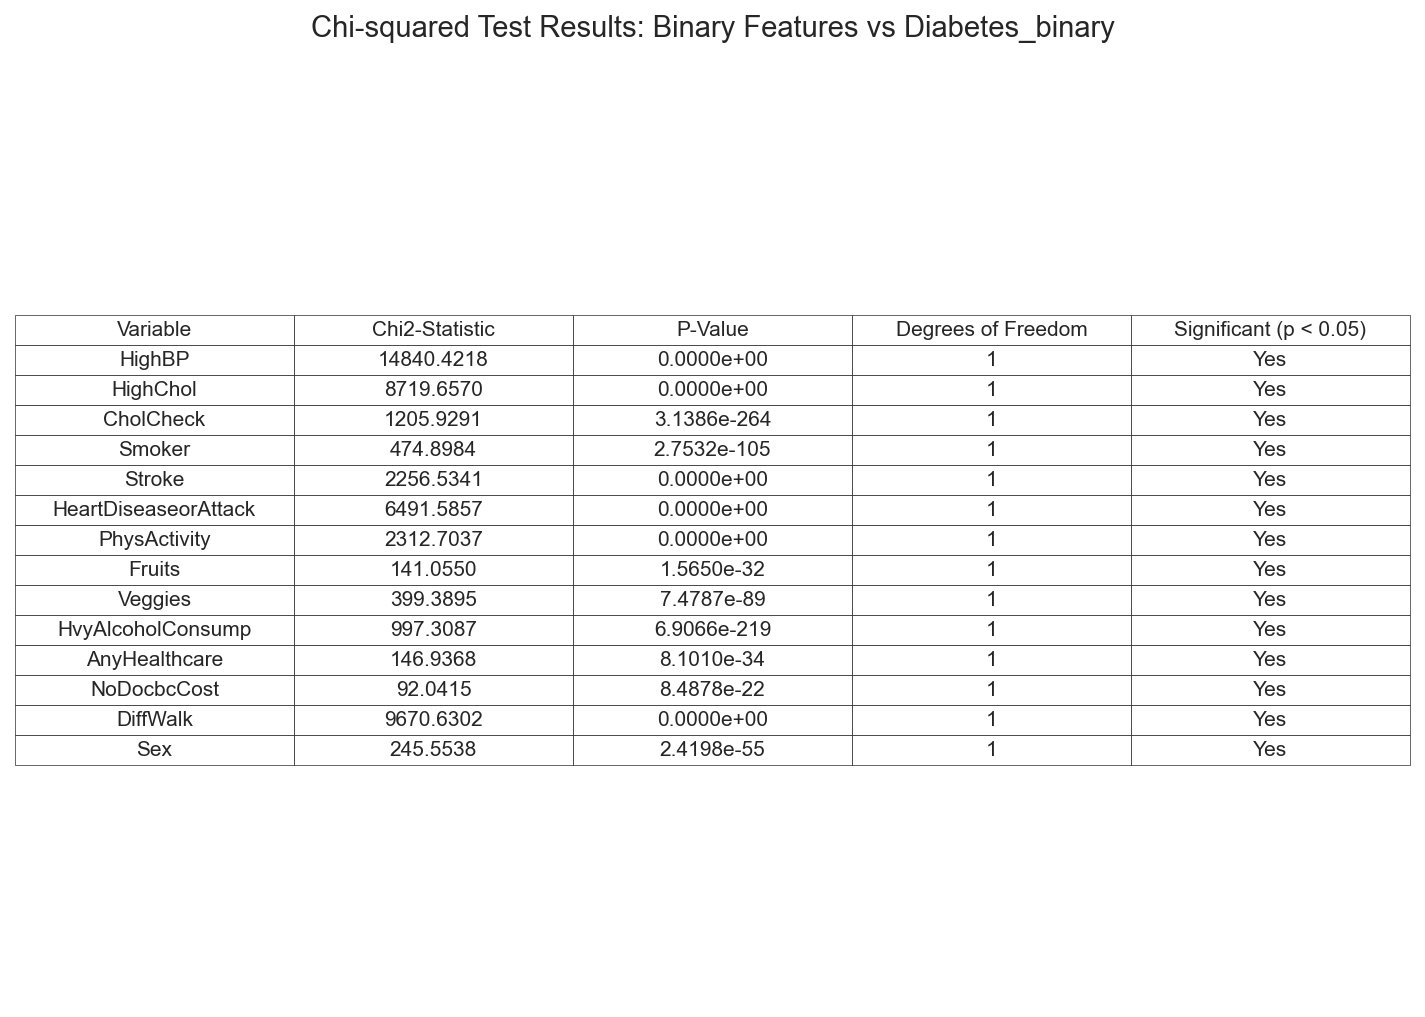 Chi-squared Test Results: Binary Features vs Diabetes_binary
Variable Chi2-Statistic P-Value Degrees of Freedom Significant (p < 0.05)
HighBP 14840.4218 0.0000e+00 1 Yes
HighChol 8719.6570 0.0000e+00 1 Yes
CholCheck 1205.9291 3.1386e-264 1 Yes
Smoker 474.8984 2.7532e-105 1 Yes
Stroke 2256.5341 0.0000e+00 1 Yes
HeartDiseaseorAttack 6491.5857 0.0000e+00 1 Yes
PhysActivity 2312.7037 0.0000e+00 1 Yes
Fruits 141.0550 1.5650e-32 1 Yes
Veggies 399.3895 7.4787e-89 1 Yes
HvyAlcoholConsump 997.3087 6.9066e-219 1 Yes
AnyHealthcare 146.9368 8.1010e-34 1 Yes
NoDocbcCost 92.0415 8.4878e-22 1 Yes
DiffWalk 9670.6302 0.0000e+00 1 Yes
Sex 245.5538 2.4198e-55 1 Yes